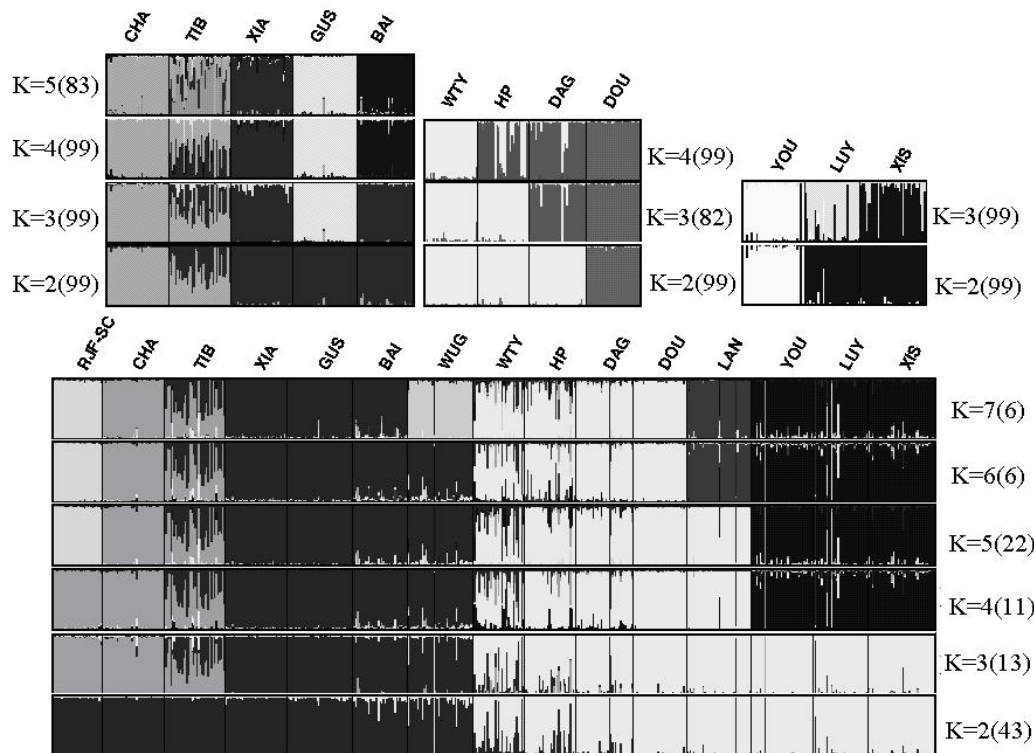 CHA TIB XIA GUS BAI
K=5(83)
K=4(99)
K=3(99)
K=2(99)
WTY HP DAG DOU
K=4(99)
K=3(82)
K=2(99)
YOU LUY XIS
K=3(99)
K=2(99)
RJF-SC CHA TIB XIA GUS BAI WUG WTY HP DAG DOU LAN YOU LUY XIS
K=7(6)
K=6(6)
K=5(22)
K=4(11)
K=3(13)
K=2(43)